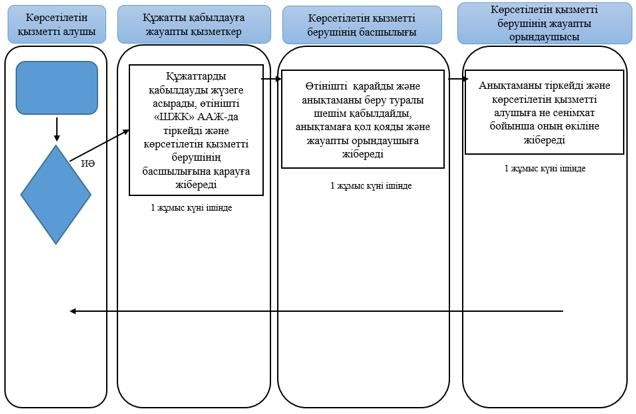 Көрсетілетін
қызметті алушы
Құжатты қабылдауға
жауапты қызметкер
Көрсетілетін қызметті
берушінің басшылығы
Көрсетілетін қызметті
берушінің жауапты
орындаушысы
ИӘ
Құжаттарды
қабылдауды жүзеге
асырады, өтінішті
«ШЖК» ААЖ-да
тіркейді және
көрсетілетін қызметті
берушінің
басшылығына қарауға
жібереді
1 жұмыс күні ішінде
Өтінішті қарайды және
анықтаманы беру туралы
шешім қабылдайды,
анықтамаға қол қояды және
жауапты орындаушыға
жібереді
1 жұмыс күні ішінде
Анықтаманы тіркейді және
көрсетілетін қызметті
алушыға не сенімхат
бойынша оның өкіліне
жібереді
1 жұмыс күні ішінде